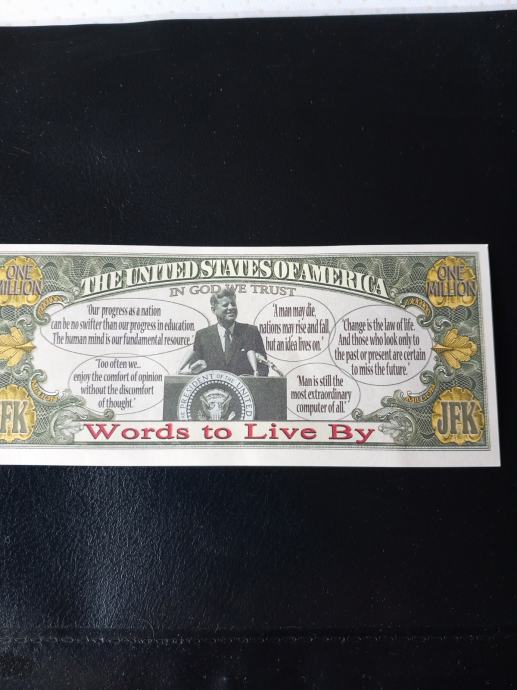 ONE
MILLION
THE UNITED STATES OF AMERICA
ONE
MILLION
IN GOD WE TRUST
'Our progress as a nation
can be no swifter than our progress in education.
The human mind is our fundamental resource.'
'A man may die,
nations may rise and fall,
but an idea lives on.'
'Change is the law of life.
And those who look only to
the past or present are certain
to miss the future.'
'Too often we...
enjoy the comfort of opinion
without the discomfort
of thought.'
'Man is still the
most extraordinary
computer of all.'
PRESIDENT OF THE UNITED
JFK
Words to Live By
JFK